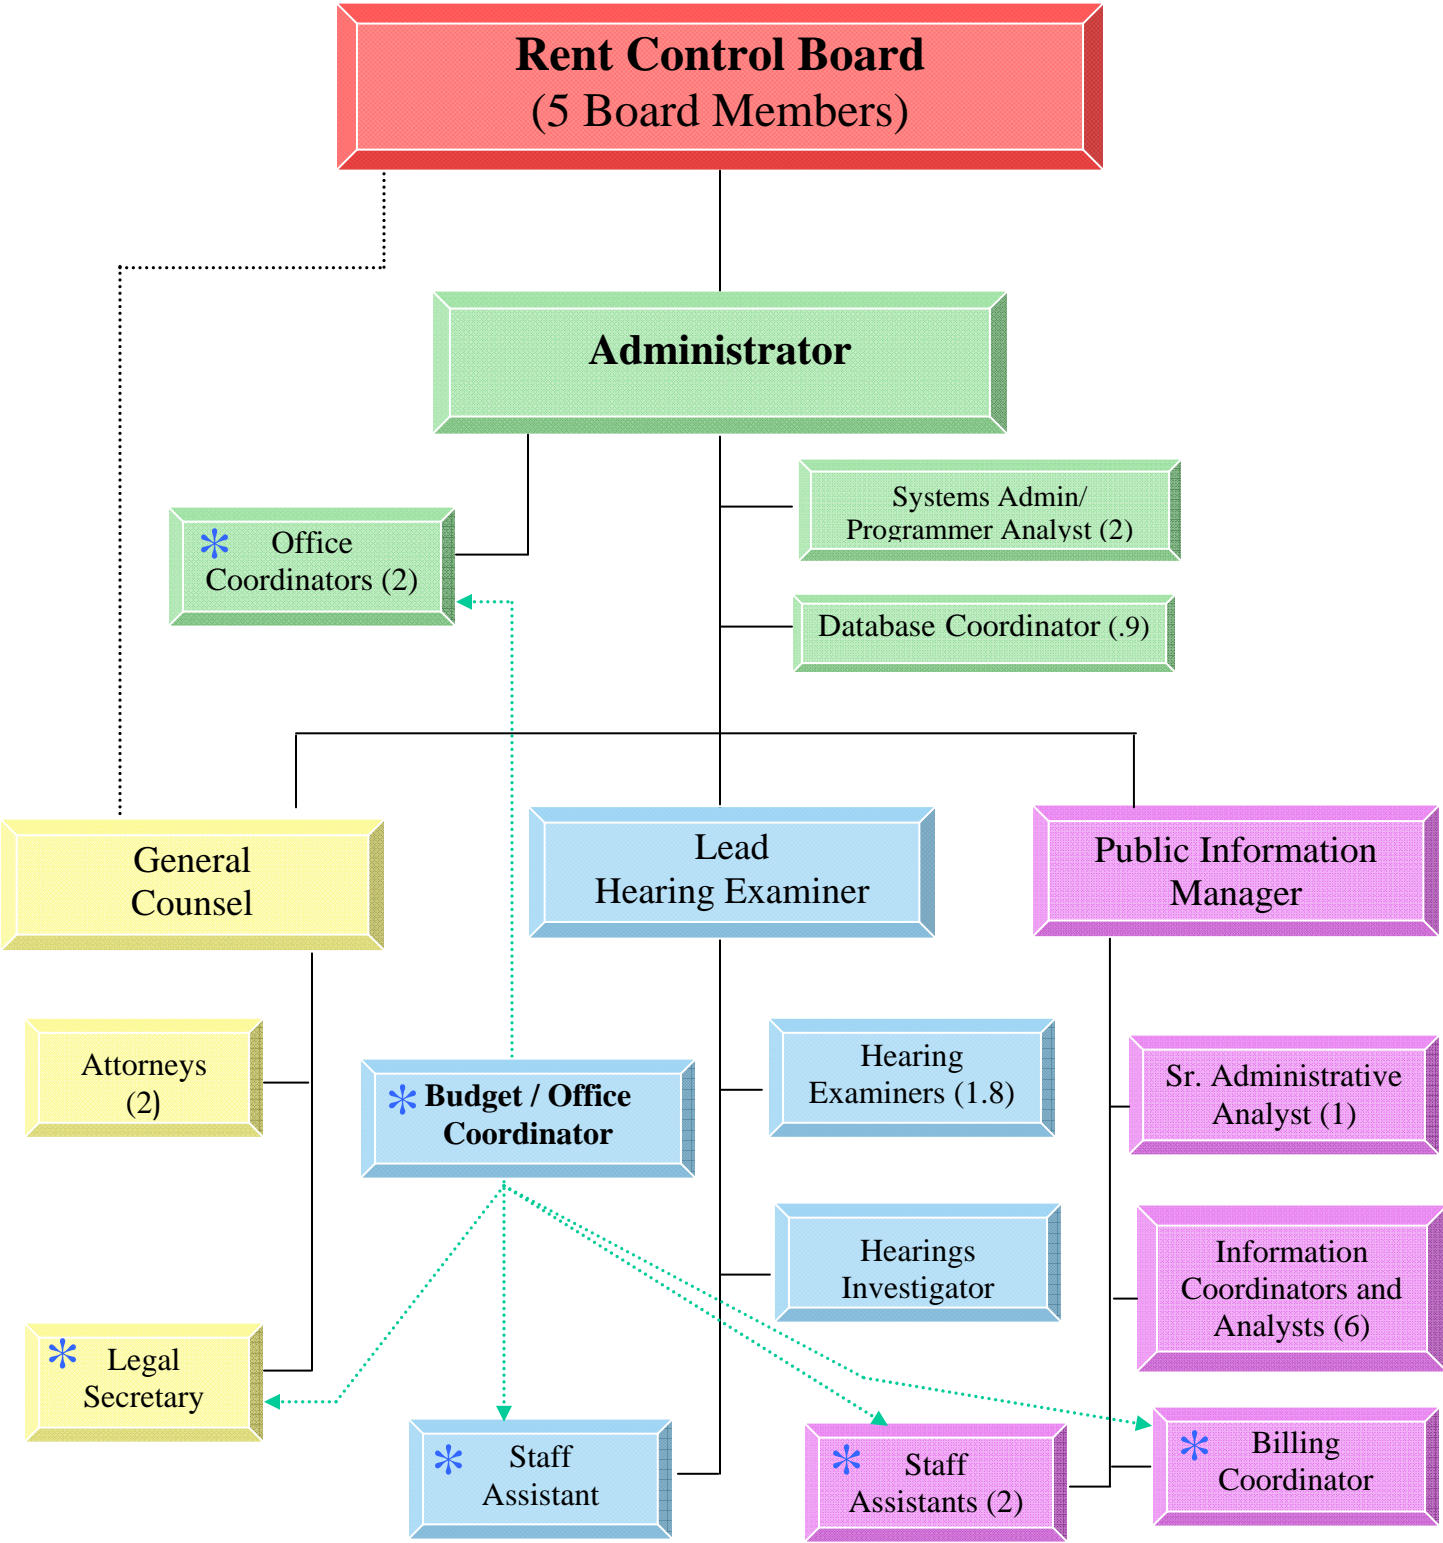 Rent Control Board
(5 Board Members)
Administrator
Systems Admin/
Programmer Analyst (2)
* Office
Coordinators (2)
Database Coordinator (.9)
General
Counsel
Lead
Hearing Examiner
Public Information
Manager
Attorneys
(2)
* Budget / Office
Coordinator
Hearing
Examiners (1.8)
Sr. Administrative
Analyst (1)
Hearings
Investigator
Information
Coordinators and
Analysts (6)
* Legal
Secretary
* Staff
Assistant
* Staff
Assistants (2)
* Billing
Coordinator